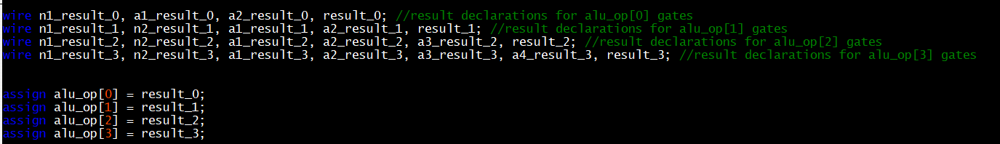 wire n1_result_0, a1_result_0, a2_result_0, result_0; //result declarations for alu_op[0] gates
wire n1_result_1, n2_result_1, a1_result_1, a2_result_1, result_1; //result declarations for alu_op[1] gates
wire n1_result_2, n2_result_2, a1_result_2, a2_result_2, a3_result_2, result_2; //result declarations for alu_op[2] gates
wire n1_result_3, n2_result_3, a1_result_3, a2_result_3, a3_result_3, a4_result_3, result_3; //result declarations for alu_op[3] gates
assign alu_op[0] = result_0;
assign alu_op[1] = result_1;
assign alu_op[2] = result_2;
assign alu_op[3] = result_3;